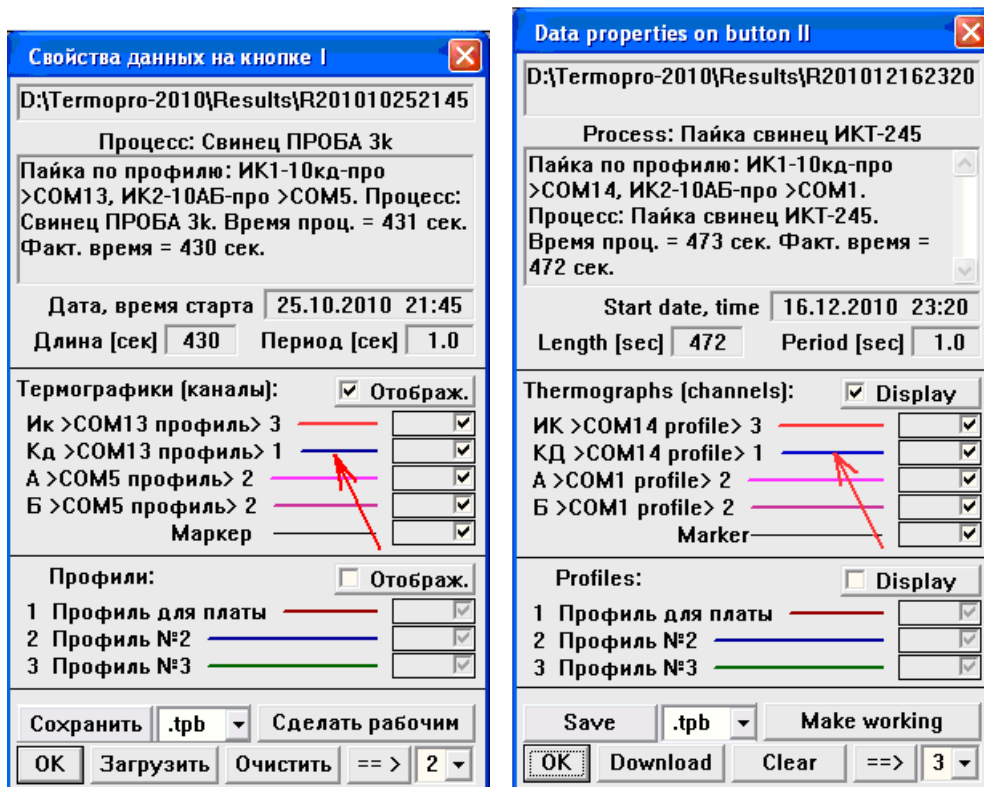 Свойства данных на кнопке I
D:\Termopro-2010\Results\R201010252145
Процесс: Свинец ПРОБА 3k
Пайка по профилю: ИК1-10кд-про
>COM13, ИК2-10АБ-про >COM5. Процесс:
Свинец ПРОБА 3k. Время проц. = 431 сек.
Факт. время = 430 сек.
Дата, время старта 25.10.2010 21:45
Длина [сек] 430 Период [сек] 1.0
Термографики (каналы): Отображ.
Ик >COM13 профиль> 3
Кд >COM13 профиль> 1
А >COM5 профиль> 2
Б >COM5 профиль> 2
Маркер
Профили: Отображ.
1 Профиль для платы
2 Профиль №2
3 Профиль №3
Сохранить .tpb Сделать рабочим
OK Загрузить Очистить == > 2
Data properties on button II
D:\Termopro-2010\Results\R201012162320
Process: Пайка свинец ИКТ-245
Пайка по профилю: ИК1-10кд-про
>COM14, ИК2-10АБ-про >COM1.
Процесс: Пайка свинец ИКТ-245.
Время проц. = 473 сек. Факт. время =
472 сек.
Start date, time 16.12.2010 23:20
Length [sec] 472 Period [sec] 1.0
Thermographs (channels): Display
ИК >COM14 profile> 3
КД >COM14 profile> 1
А >COM1 profile> 2
Б >COM1 profile> 2
Marker
Profiles: Display
1 Профиль для платы
2 Профиль №2
3 Профиль №3
Save .tpb Make working
OK Download Clear ==> 3